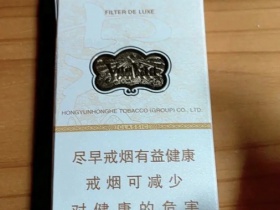 FILTER DE LUXE
HONGYUNHONGHE TOBACCO (GROUP) CO., LTD.
尽早戒烟有益健康
戒烟可减少
对健康的危害